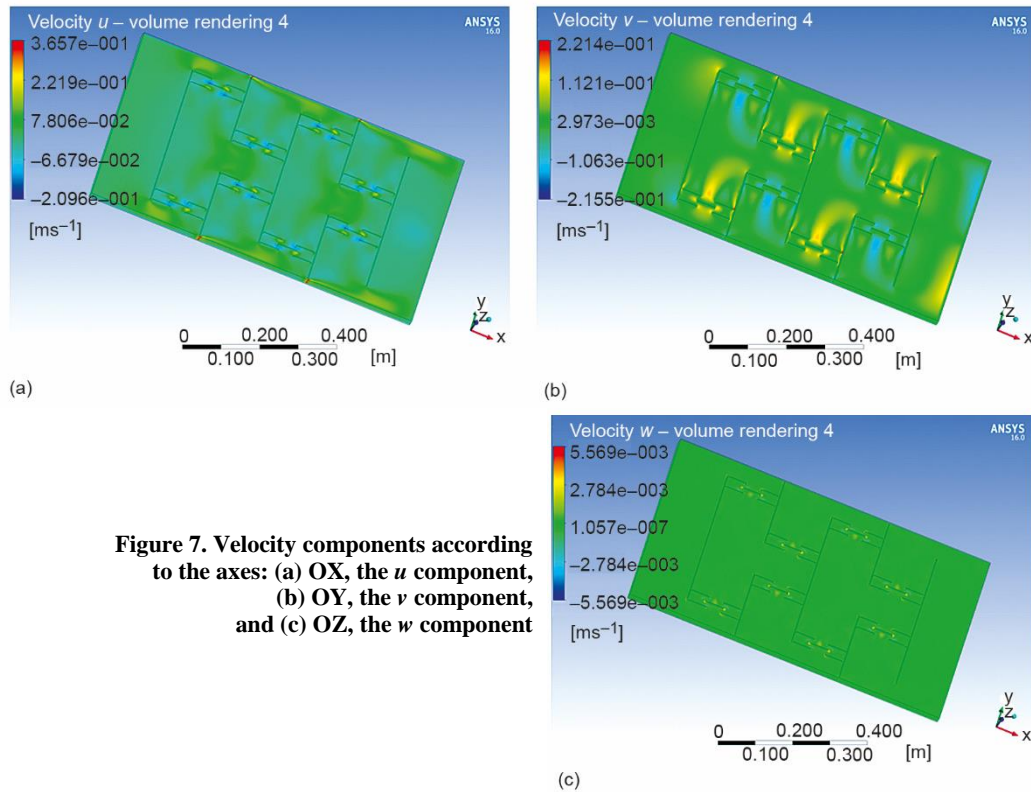 Velocity u – volume rendering 4
ANSYS
16.0
3.657e−001
2.219e−001
7.806e−002
−6.679e−002
−2.096e−001
[ms−1]
y
z
x
0 0.200 0.400
0.100 0.300 [m]
(a)
Velocity v – volume rendering 4
ANSYS
16.0
2.214e−001
1.121e−001
2.973e−003
−1.063e−001
−2.155e−001
[ms−1]
y
z
x
0 0.200 0.400
0.100 0.300 [m]
(b)
Velocity w – volume rendering 4
ANSYS
16.0
5.569e−003
2.784e−003
1.057e−007
−2.784e−003
−5.569e−003
[ms−1]
y
z
x
0 0.200 0.400
0.100 0.300 [m]
(c)
Figure 7. Velocity components according
to the axes: (a) OX, the u component,
(b) OY, the v component,
and (c) OZ, the w component